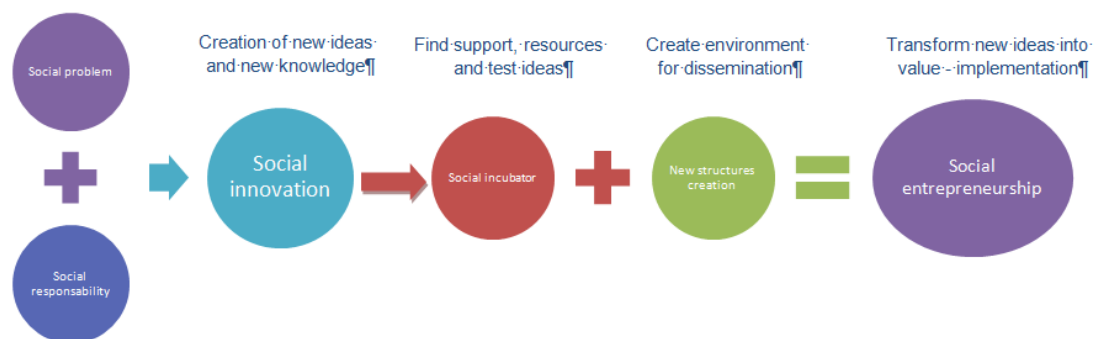 Social problem
Social
responsability
Creation·of·new·ideas·
and·new·knowledge¶
Social
innovation
Find·support,·resources·
and·test·ideas¶
Social incubator
Create·environment·
for·dissemination¶
New structures
creation
Transform·new·ideas·into·
value·-·implementation¶
Social
entrepreneurship